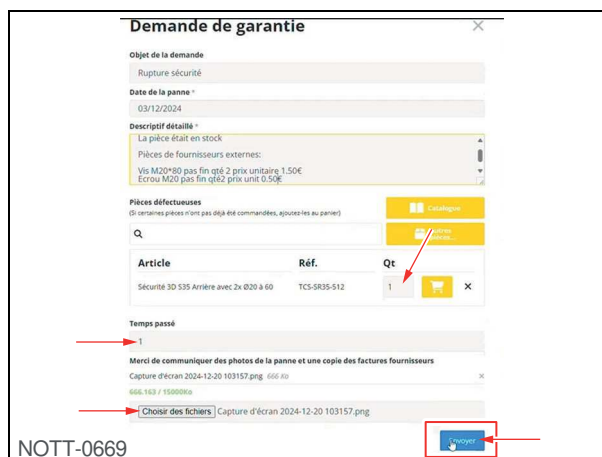 Demande de garantie
Objet de la demande
Rupture sécurité
Date de la panne *
03/12/2024
Descriptif détaillé *
La pièce était en stock
Pièces de fournisseurs externes:
Vis M20*80 pas fin qté 2 prix unitaire 1.50€
Ecrou M20 pas fin qté2 prix unit 0.50€
Pièces défectueuses
(Si certaines pièces n'ont pas déjà été commandées, ajoutes-les au panier)
Catalogue
Autres
pièces...
Article Réf. Qt
Sécurité 3D S35 Arrière avec 2x Ø20 à 60 TCS-SR35-512 1
Temps passé
1
Merci de communiquer des photos de la panne et une copie des factures fournisseurs
Capture d'écran 2024-12-20 103157.png 666 Ko
666.163 / 15000Ko
Choisir des fichiers Capture d'écran 2024-12-20 103157.png
Envoyer
NOTT-0669